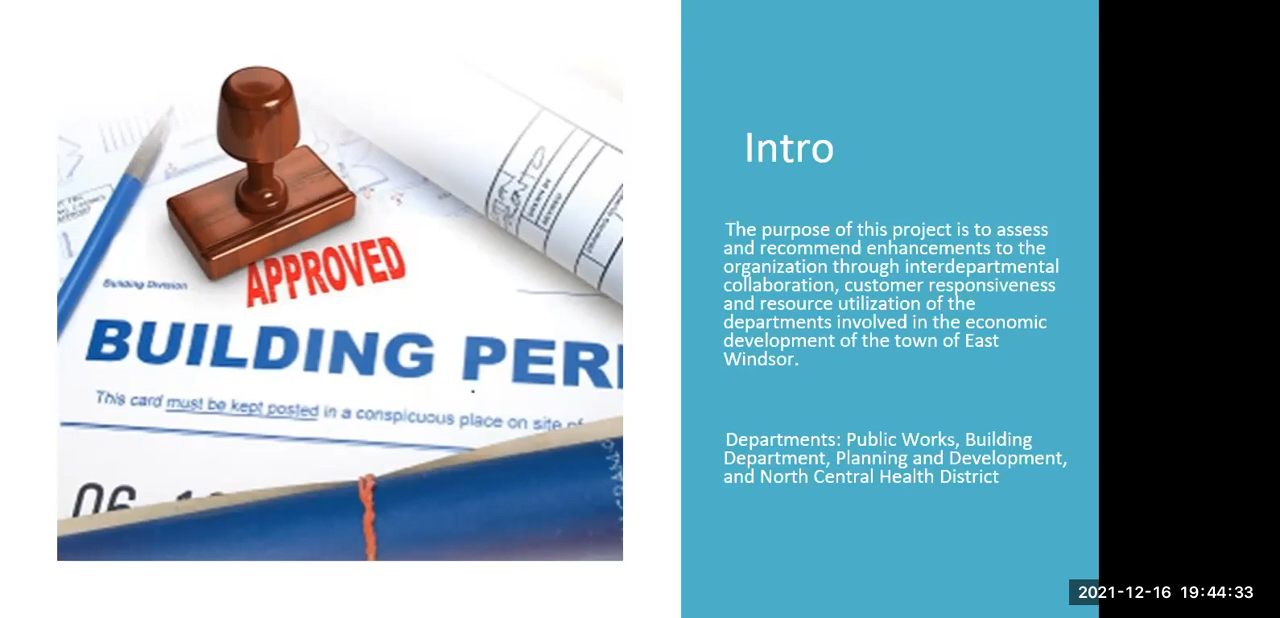 Building Division
APPROVED
BUILDING PER
This card must be kept posted in a conspicuous place on site of
06
Intro
The purpose of this project is to assess
and recommend enhancements to the
organization through interdepartmental
collaboration, customer responsiveness
and resource utilization of the
departments involved in the economic
development of the town of East
Windsor.
Departments: Public Works, Building
Department, Planning and Development,
and North Central Health District
2021-12-16 19:44:33